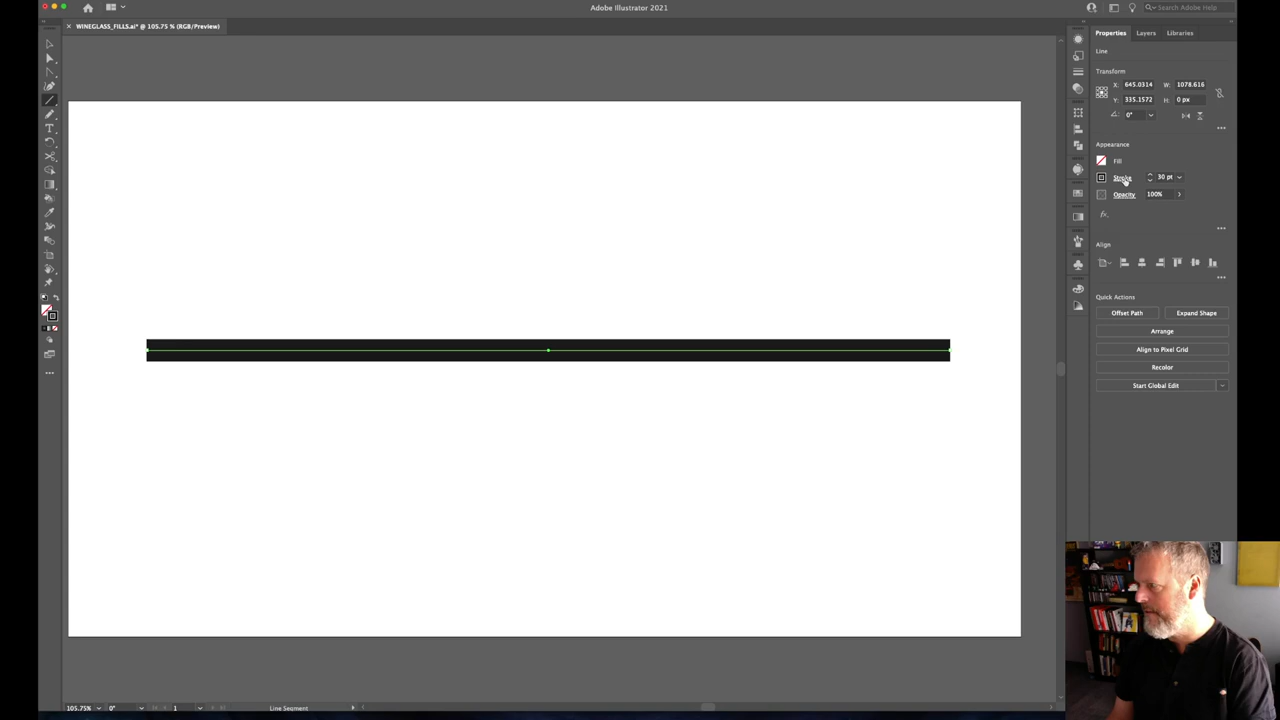 Adobe Illustrator 2021
Search Adobe Help
WINEGLASS_FILLS.ai* @ 105.75 % (RGB/Preview)
Properties
Layers
Libraries
Line
Transform
X: 645.0314
W: 1078.616
Y: 335.1572
H: 0 px
0°
Appearance
Fill
Stroke
30 pt
Opacity
100%
fx.
Align
Quick Actions
Offset Path
Expand Shape
Arrange
Align to Pixel Grid
Recolor
Start Global Edit
105.75%
0°
1
Line Segment